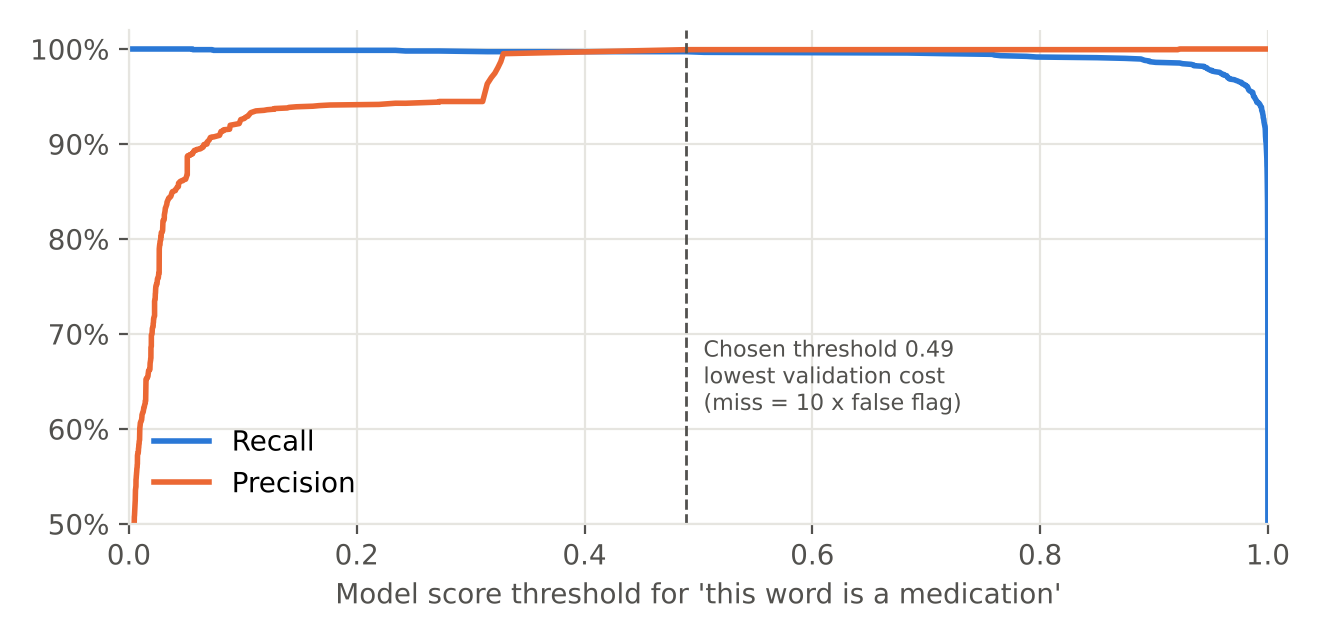 100%
90%
80%
70%
60%
50%
Chosen threshold 0.49
lowest validation cost
(miss = 10 x false flag)
Recall
Precision
0.0 0.2 0.4 0.6 0.8 1.0
Model score threshold for 'this word is a medication'